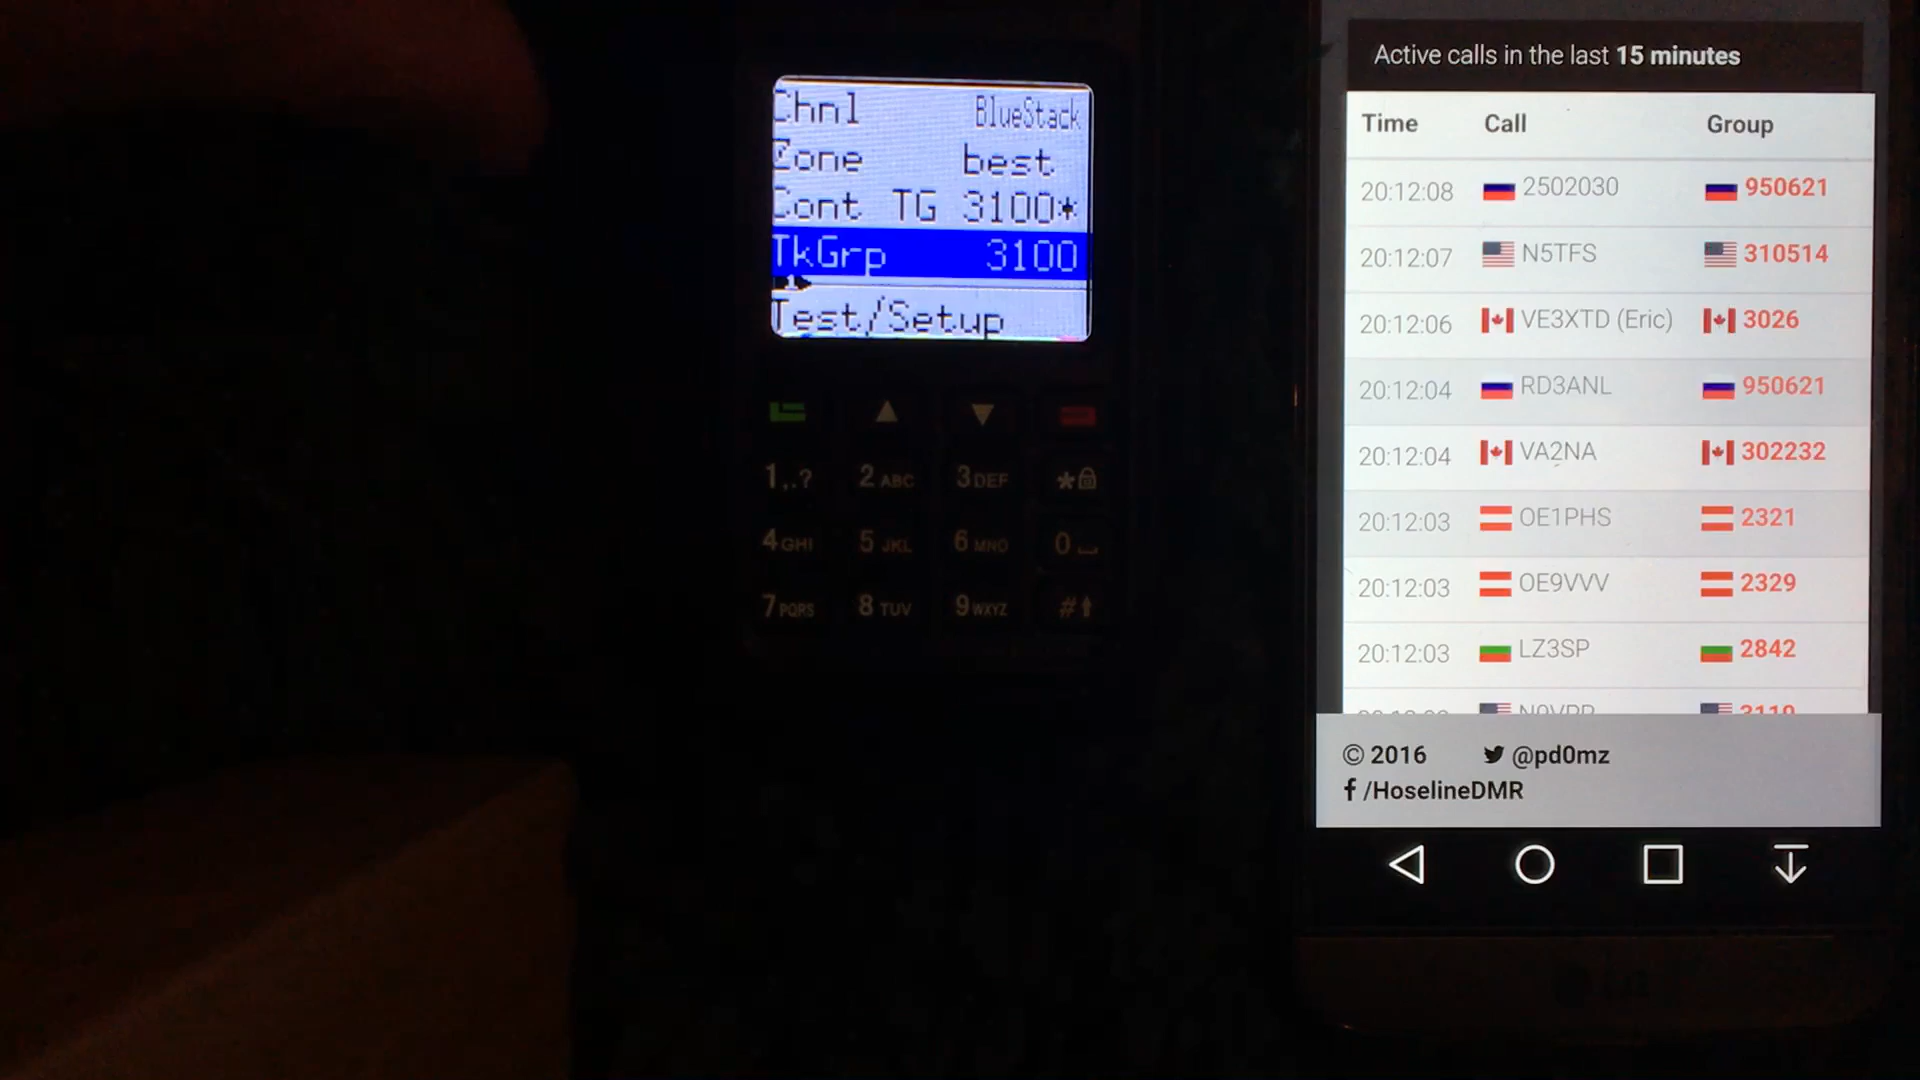 Chnl BlueStack
Zone best
Cont TG 3100*
TkGrp 3100
1
Test/Setup
1,.? 2 ABC 3 DEF *
4 GHI 5 JKL 6 MNO 0
7 PQRS 8 TUV 9 WXYZ #
Active calls in the last 15 minutes
Time Call Group
20:12:08 2502030 950621
20:12:07 N5TFS 310514
20:12:06 VE3XTD (Eric) 3026
20:12:04 RD3ANL 950621
20:12:04 VA2NA 302232
20:12:03 OE1PHS 2321
20:12:03 OE9VVV 2329
20:12:03 LZ3SP 2842
3119
© 2016 @pd0mz
f /HoselineDMR